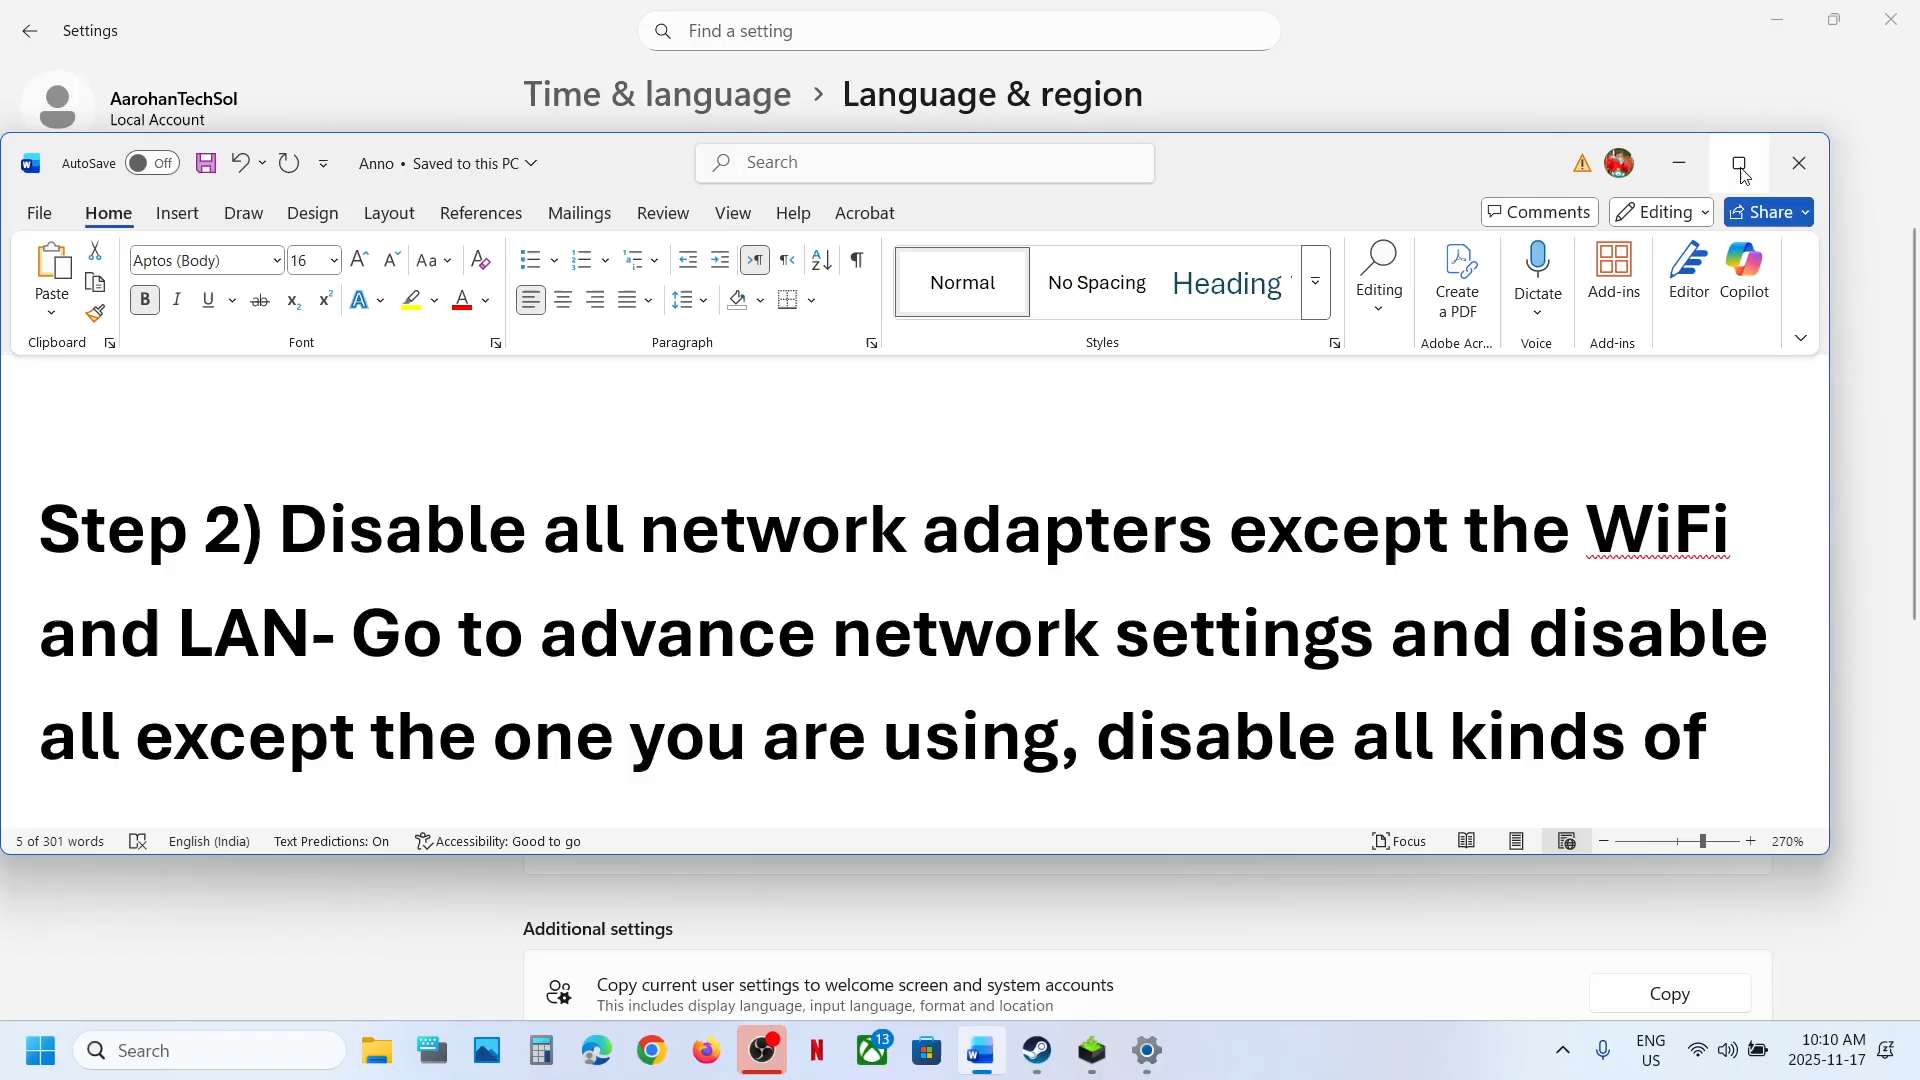 Settings
Find a setting
AarohanTechSol
Local Account
Time & language > Language & region
AutoSave Off
Anno • Saved to this PC
Search
File Home Insert Draw Design Layout References Mailings Review View Help Acrobat
Comments Editing Share
Paste
Clipboard
Aptos (Body) 16
Font
Paragraph
Normal No Spacing Heading
Styles
Editing
Create a PDF
Adobe Acr...
Dictate
Voice
Add-ins
Add-ins
Editor
Copilot
Step 2) Disable all network adapters except the WiFi
and LAN- Go to advance network settings and disable
all except the one you are using, disable all kinds of
5 of 301 words English (India) Text Predictions: On Accessibility: Good to go Focus 270%
Additional settings
Copy current user settings to welcome screen and system accounts
This includes display language, input language, format and location
Copy
Search
13
ENG
US
10:10 AM
2025-11-17